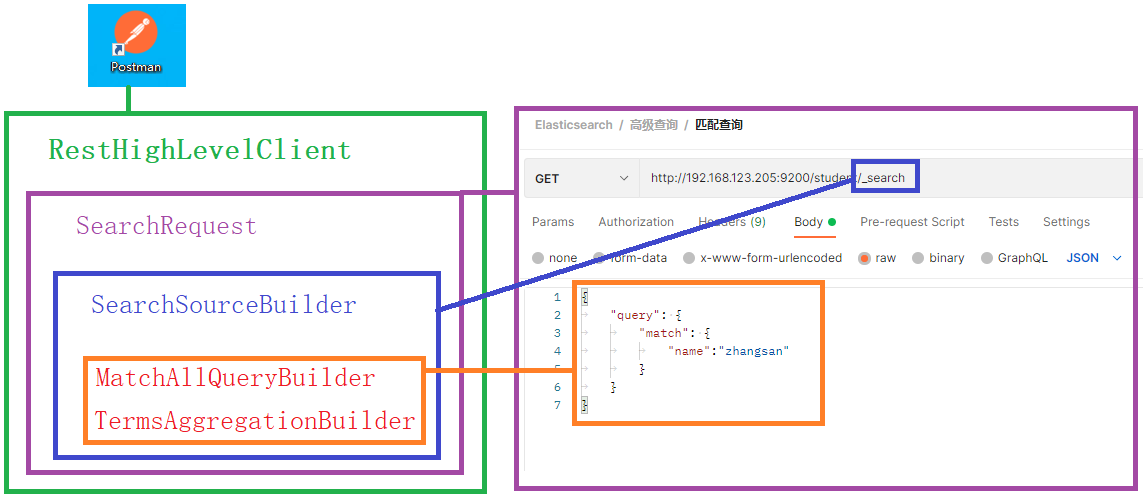 Postman
RestHighLevelClient
SearchRequest
SearchSourceBuilder
MatchAllQueryBuilder
TermsAggregationBuilder
Elasticsearch / 高级查询 / 匹配查询
GET http://192.168.123.205:9200/student/_search
Params Authorization Headers (9) Body Pre-request Script Tests Settings
none form-data x-www-form-urlencoded raw binary GraphQL JSON
1 {
2 "query": {
3 "match": {
4 "name":"zhangsan"
5 }
6 }
7 }